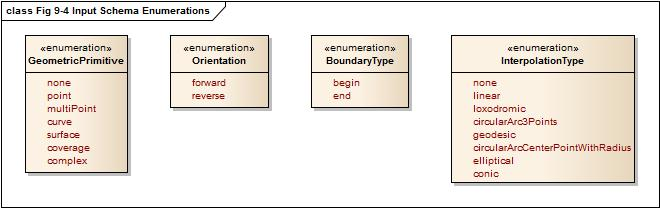 class Fig 9-4 Input Schema Enumerations
«enumeration»
GeometricPrimitive
none
point
multiPoint
curve
surface
coverage
complex
«enumeration»
Orientation
forward
reverse
«enumeration»
BoundaryType
begin
end
«enumeration»
InterpolationType
none
linear
loxodromic
circularArc3Points
geodesic
circularArcCenterPointWithRadius
elliptical
conic